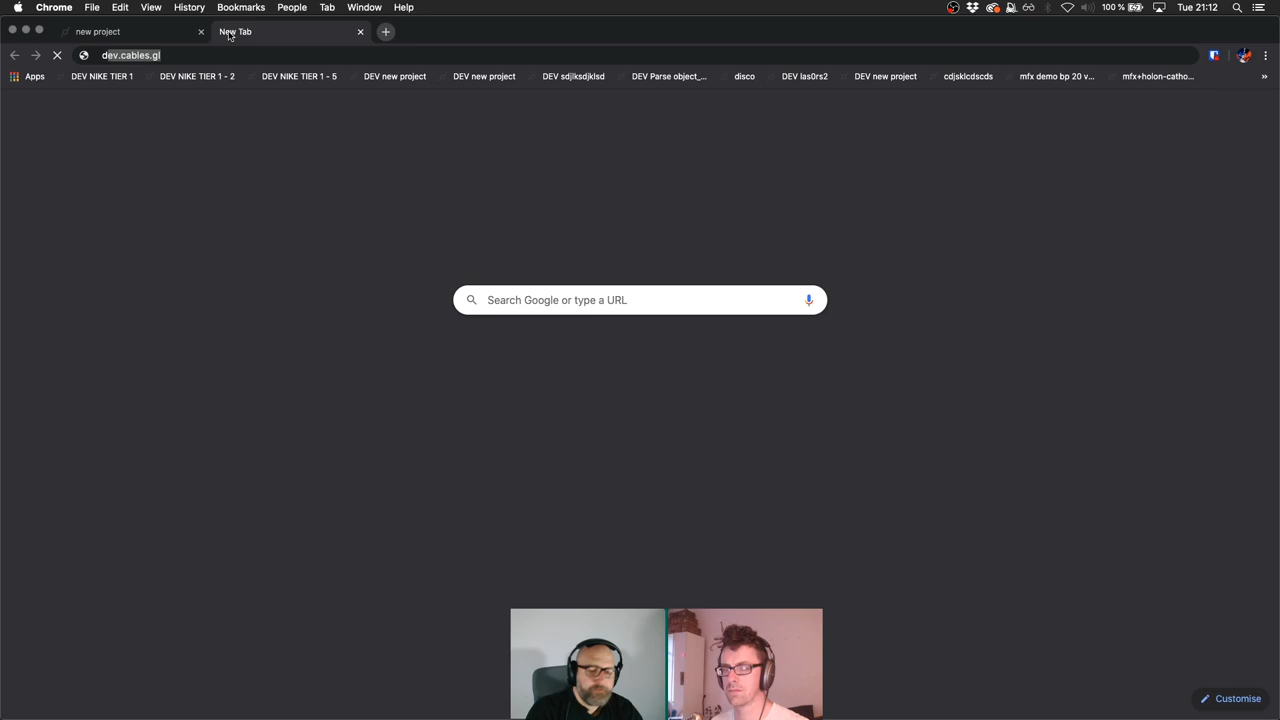 Chrome File Edit View History Bookmarks People Tab Window Help 100 % Tue 21:12
new project New Tab
dev.cables.gl
Apps DEV NIKE TIER 1 DEV NIKE TIER 1 - 2 DEV NIKE TIER 1 - 5 DEV new project DEV new project DEV sdjiksdjklsd DEV Parse object_... disco DEV las0rs2 DEV new project cdjsklcdscds mfx demo bp 20 v... mfx+holon-catho... »
Search Google or type a URL
Customise